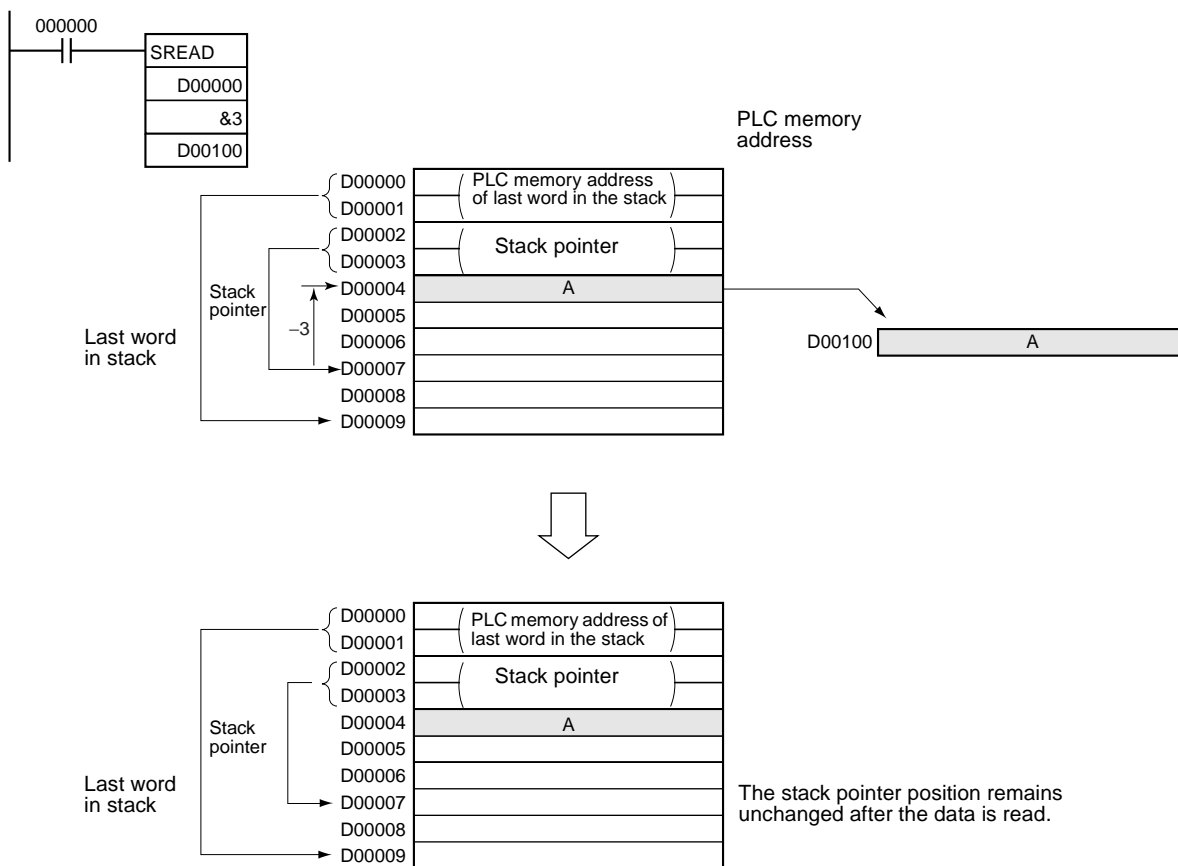 000000
SREAD
D00000
&3
D00100
PLC memory
address
D00000
D00001
D00002
D00003
D00004
D00005
D00006
D00007
D00008
D00009
PLC memory address
of last word in the stack
Stack pointer
A
Stack
pointer
–3
Last word
in stack
D00100
A
D00000
D00001
D00002
D00003
D00004
D00005
D00006
D00007
D00008
D00009
PLC memory address of
last word in the stack
Stack pointer
A
Stack
pointer
Last word
in stack
The stack pointer position remains
unchanged after the data is read.